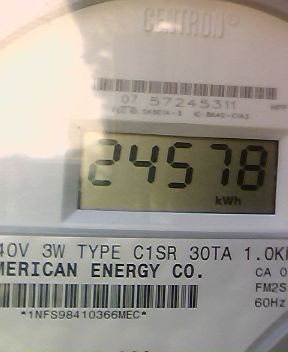 CENTRON®
07 57245311
24578
kWh
40V 3W TYPE C1SR 30TA 1.0K
MERICAN ENERGY CO.
CA 0
FM2S
60Hz
*1NFS98410366MEC*